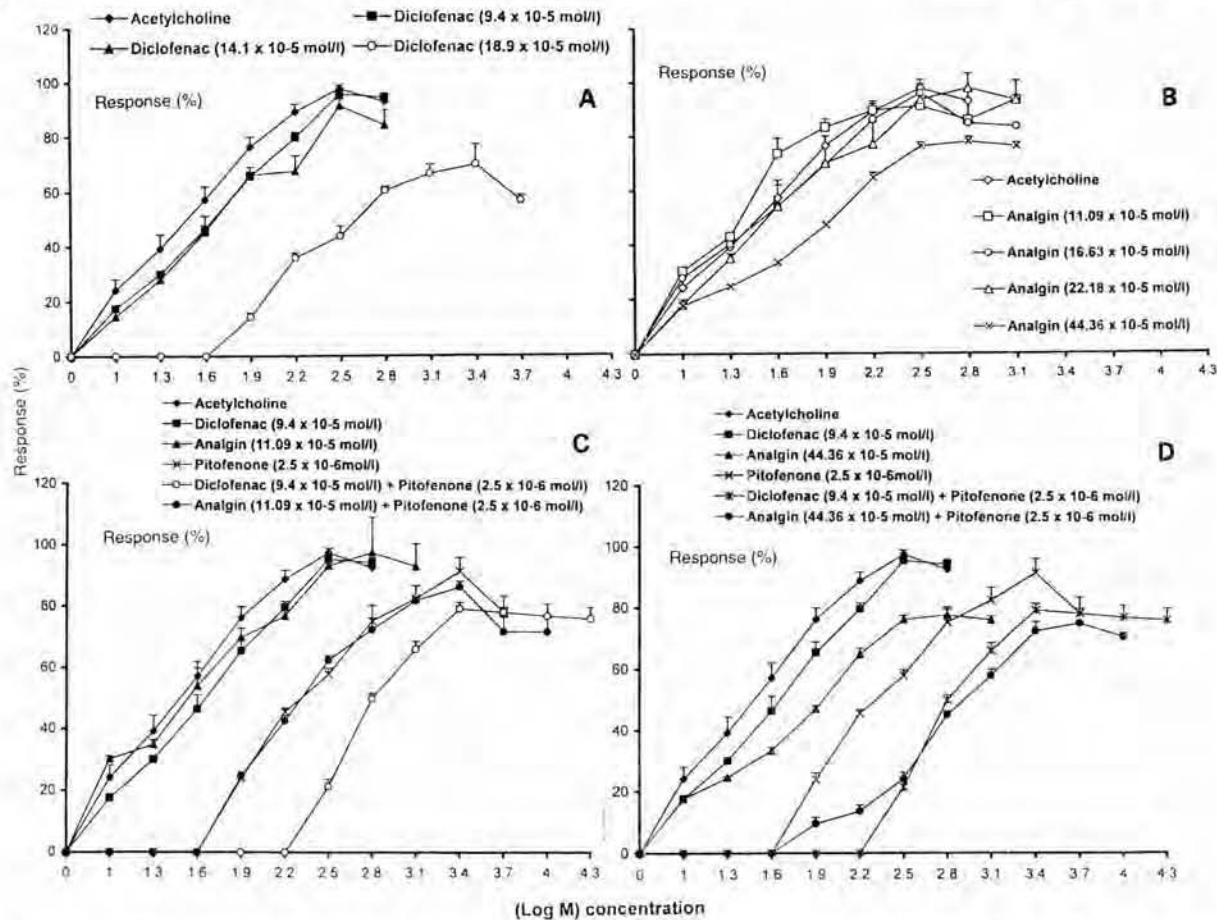 Acetylcholine
Diclofenac (9.4 x 10-5 mol/l)
Diclofenac (14.1 x 10-5 mol/l)
Diclofenac (18.9 x 10-5 mol/l)
Response (%)
A
120
100
80
60
40
20
0
0 1 1.3 1.6 1.9 2.2 2.5 2.8 3.1 3.4 3.7 4 4.3
Response (%)
B
Acetylcholine
Analgin (11.09 x 10-5 mol/l)
Analgin (16.63 x 10-5 mol/l)
Analgin (22.18 x 10-5 mol/l)
Analgin (44.36 x 10-5 mol/l)
0 1 1.3 1.6 1.9 2.2 2.5 2.8 3.1 3.4 3.7 4 4.3
Response (%)
Acetylcholine
Diclofenac (9.4 x 10-5 mol/l)
Analgin (11.09 x 10-5 mol/l)
Pitofenone (2.5 x 10-6mol/l)
Diclofenac (9.4 x 10-5 mol/l) + Pitofenone (2.5 x 10-6 mol/l)
Analgin (11.09 x 10-5 mol/l) + Pitofenone (2.5 x 10-6 mol/l)
C
Response (%)
120
100
80
60
40
20
0
0 1 1.3 1.6 1.9 2.2 2.5 2.8 3.1 3.4 3.7 4 4.3
Acetylcholine
Diclofenac (9.4 x 10-5 mol/l)
Analgin (44.36 x 10-5 mol/l)
Pitofenone (2.5 x 10-6mol/l)
Diclofenac (9.4 x 10-5 mol/l) + Pitofenone (2.5 x 10-6 mol/l)
Analgin (44.36 x 10-5 mol/l) + Pitofenone (2.5 x 10-6 mol/l)
D
Response (%)
120
100
80
60
40
20
0
0 1 1.3 1.6 1.9 2.2 2.5 2.8 3.1 3.4 3.7 4 4.3
(Log M) concentration